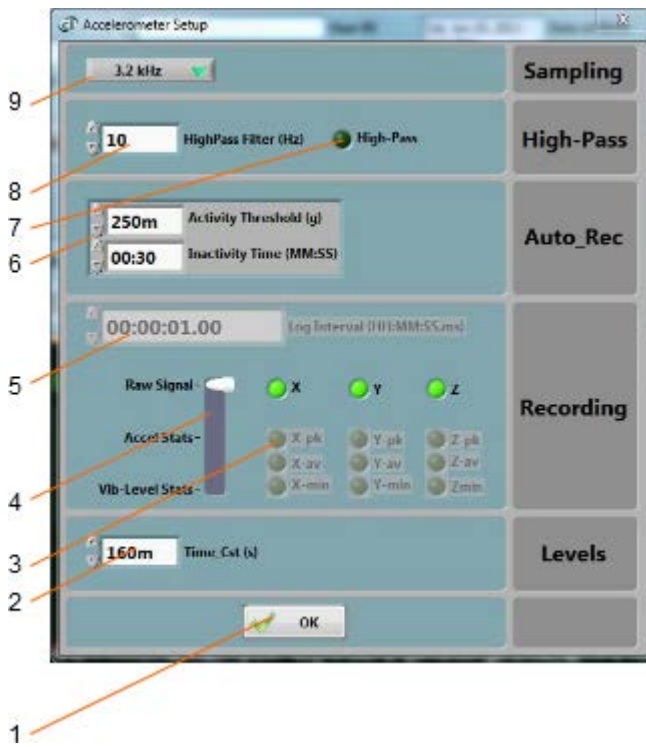 Accelerometer Setup
9
3.2 kHz
Sampling
8
10
HighPass Filter (Hz)
High-Pass
High-Pass
7
6
250m
Activity Threshold (g)
00:30
Inactivity Time (MM:SS)
Auto_Rec
5
00:00:01.00
Log Interval (HH:MM:SS.ms)
4
Raw Signal
X
Y
Z
Recording
3
Accel Stats
X-pk
Y-pk
Z-pk
X-av
Y-av
Z-av
Vib-Level Stats
X-min
Y-min
Zmin
2
160m
Time_Cst (s)
Levels
1
OK